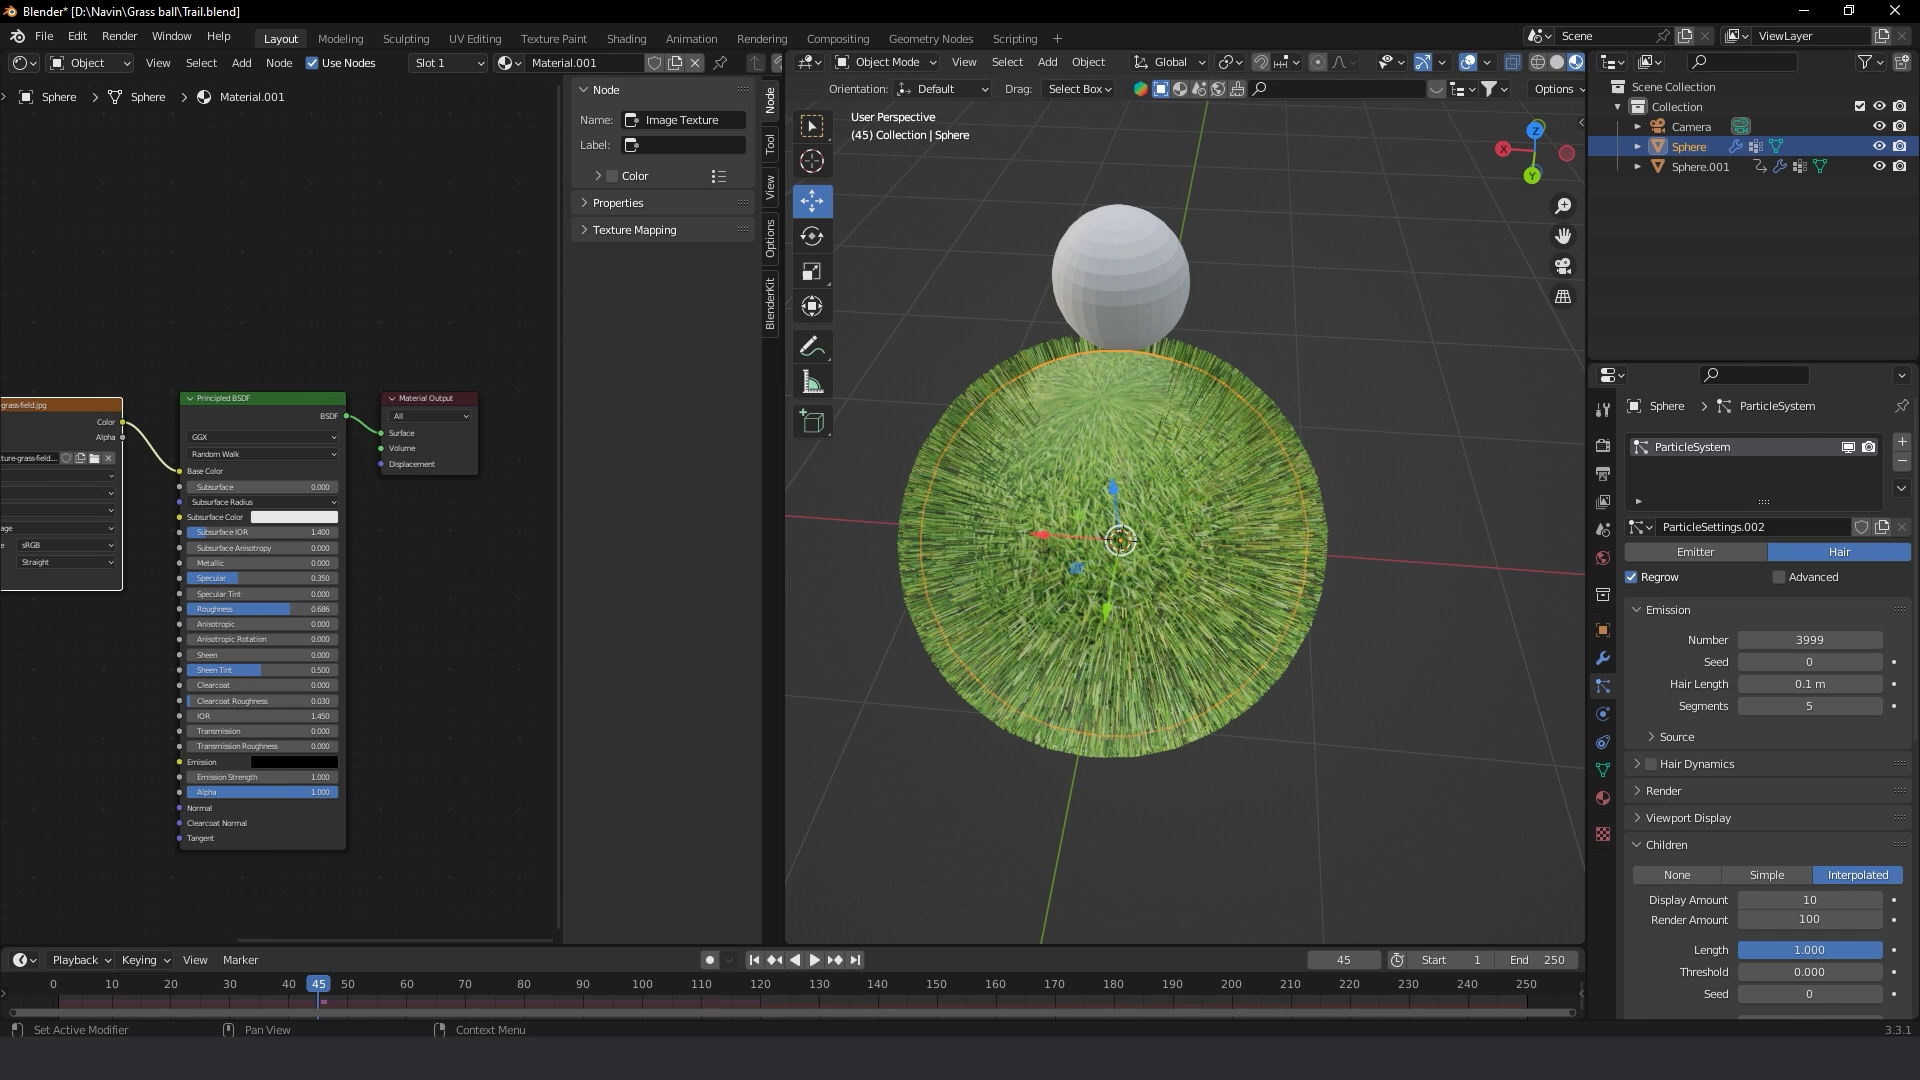 Blender* [D:\Navin\Grass ball\Trail.blend]
File Edit Render Window Help Layout Modeling Sculpting UV Editing Texture Paint Shading Animation Rendering Compositing Geometry Nodes Scripting + Scene ViewLayer
Object View Select Add Node Use Nodes Slot 1 Material.001
Object Mode View Select Add Object Global
Sphere > Sphere > Material.001
Orientation: Default Drag: Select Box Options
Node
Name: Image Texture
Label:
Color
Properties
Texture Mapping
Node
Tool
View
Options
BlenderKit
grass-field.jpg
Color
Alpha
ture-grass-field...
age
e sRGB
Straight
Principled BSDF
BSDF
GGX
Random Walk
Base Color
Subsurface 0.000
Subsurface Radius
Subsurface Color
Subsurface IOR 1.400
Subsurface Anisotropy 0.000
Metallic 0.000
Specular 0.350
Specular Tint 0.000
Roughness 0.686
Anisotropic 0.000
Anisotropic Rotation 0.000
Sheen 0.000
Sheen Tint 0.500
Clearcoat 0.000
Clearcoat Roughness 0.030
IOR 1.450
Transmission 0.000
Transmission Roughness 0.000
Emission
Emission Strength 1.000
Alpha 1.000
Normal
Clearcoat Normal
Tangent
Material Output
All
Surface
Volume
Displacement
User Perspective
(45) Collection | Sphere
Z
X
Y
Scene Collection
Collection
Camera
Sphere
Sphere.001
Sphere > ParticleSystem
ParticleSystem
ParticleSettings.002
Emitter Hair
Regrow Advanced
Emission
Number 3999
Seed 0
Hair Length 0.1 m
Segments 5
Source
Hair Dynamics
Render
Viewport Display
Children
None Simple Interpolated
Display Amount 10
Render Amount 100
Length 1.000
Threshold 0.000
Seed 0
Playback Keying View Marker 45 Start 1 End 250
0 10 20 30 40 45 50 60 70 80 90 100 110 120 130 140 150 160 170 180 190 200 210 220 230 240 250
Set Active Modifier Pan View Context Menu 3.3.1